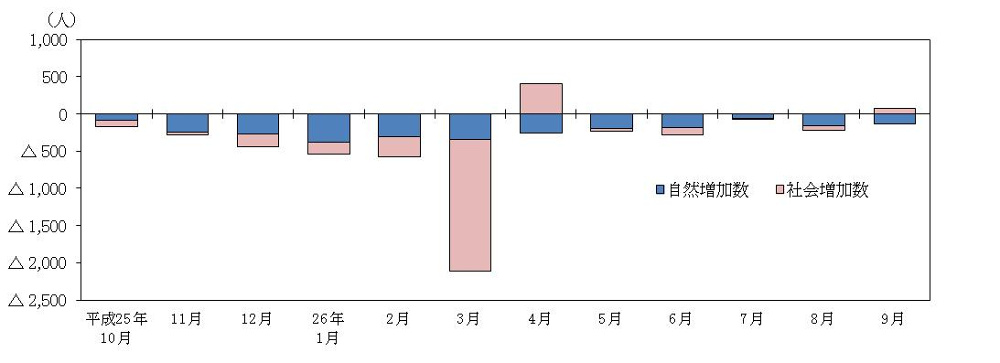 (人)
1,000
500
0
△ 500
△ 1,000
△ 1,500
△ 2,000
△ 2,500
自然増加数 社会増加数
平成25年 11月 12月 26年 2月 3月 4月 5月 6月 7月 8月 9月
10月 1月